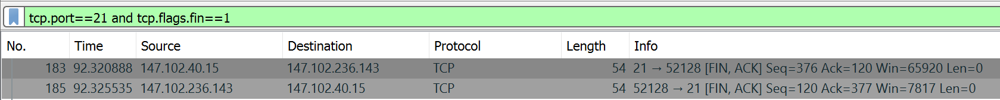 tcp.port==21 and tcp.flags.fin==1
No. Time Source Destination Protocol Length Info
183 92.320888 147.102.40.15 147.102.236.143 TCP 54 21 → 52128 [FIN, ACK] Seq=376 Ack=120 Win=65920 Len=0
185 92.325535 147.102.236.143 147.102.40.15 TCP 54 52128 → 21 [FIN, ACK] Seq=120 Ack=377 Win=7817 Len=0